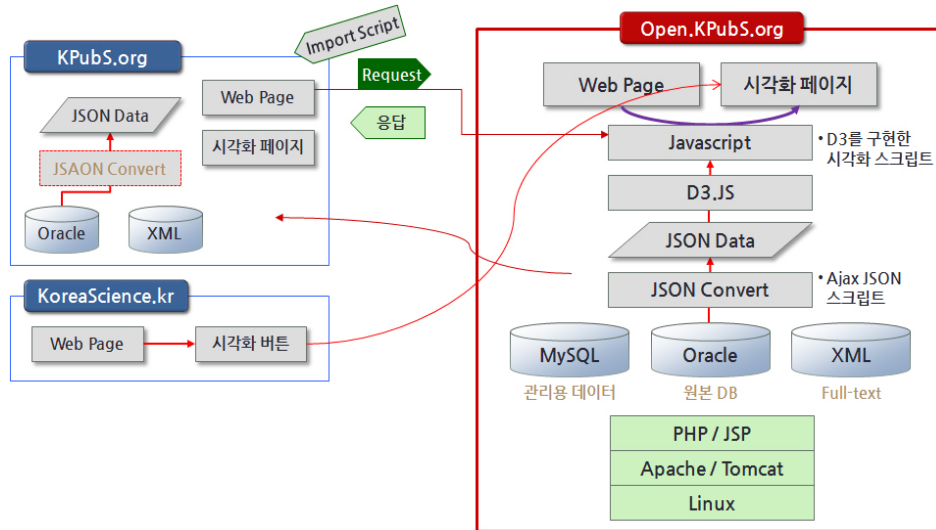 Import Script
KPubS.org
Request
응답
JSON Data
Web Page
JSAON Convert
시각화 페이지
Oracle
XML
KoreaScience.kr
Web Page
시각화 버튼
Open.KPubS.org
Web Page
시각화 페이지
Javascript
• D3를 구현한
시각화 스크립트
D3.JS
JSON Data
JSON Convert
• Ajax JSON
스크립트
MySQL
Oracle
XML
관리용 데이터
원본 DB
Full-text
PHP / JSP
Apache / Tomcat
Linux